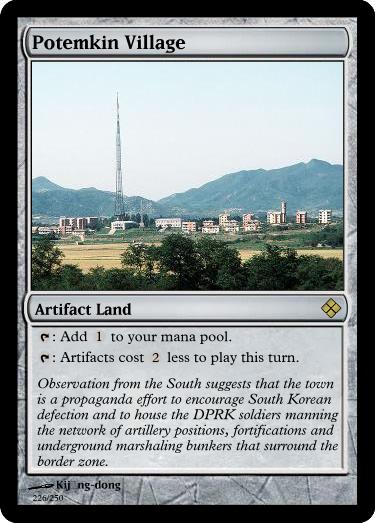 Potemkin Village
Artifact Land
: Add 1 to your mana pool.
: Artifacts cost 2 less to play this turn.
Observation from the South suggests that the town
is a propaganda effort to encourage South Korean
defection and to house the DPRK soldiers manning
the network of artillery positions, fortifications and
underground marshaling bunkers that surround the
border zone.
Kij ng-dong
226/250